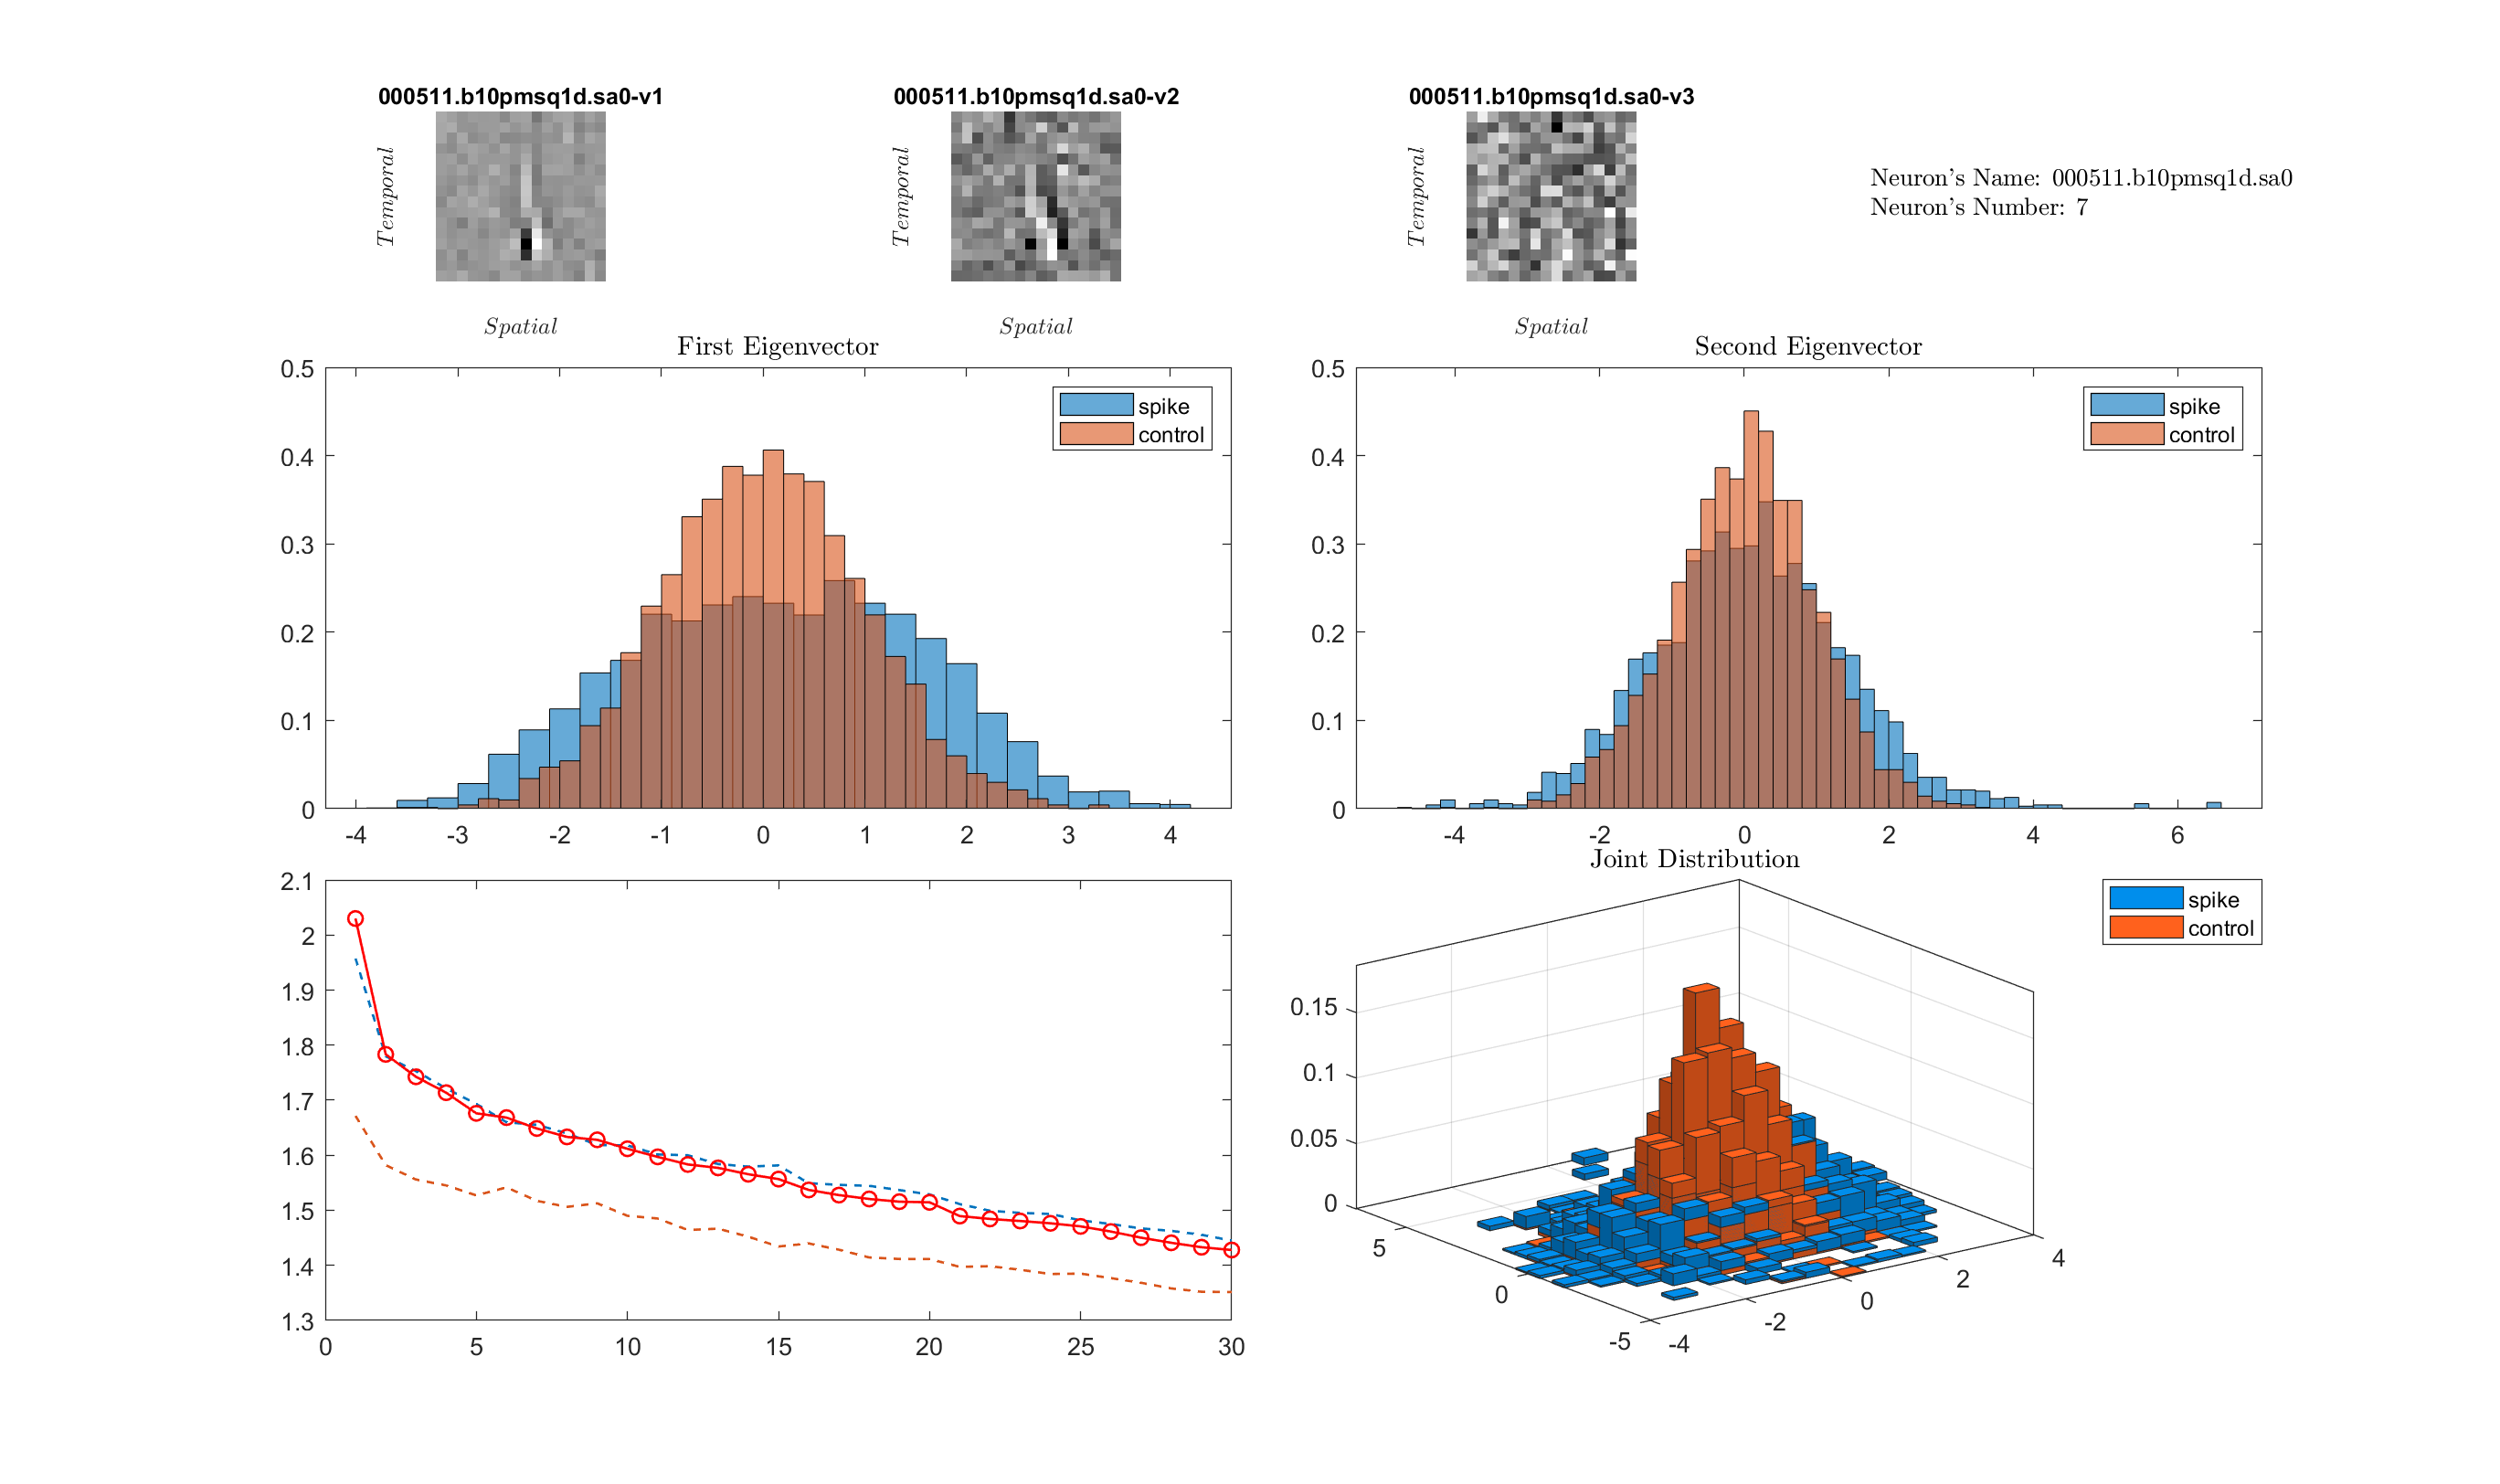 000511.b10pmsq1d.sa0-v1
000511.b10pmsq1d.sa0-v2
000511.b10pmsq1d.sa0-v3
Temporal
Temporal
Temporal
Neuron's Name: 000511.b10pmsq1d.sa0
Neuron's Number: 7
Spatial
Spatial
Spatial
First Eigenvector
0.5
0.4
0.3
0.2
0.1
0
-4 -3 -2 -1 0 1 2 3 4
spike
control
Second Eigenvector
0.5
0.4
0.3
0.2
0.1
0
-4 -2 0 2 4 6
spike
control
2.1
2
1.9
1.8
1.7
1.6
1.5
1.4
1.3
0 5 10 15 20 25 30
Joint Distribution
spike
control
0.15
0.1
0.05
0
5
0
-5
-4
-2
0
2
4